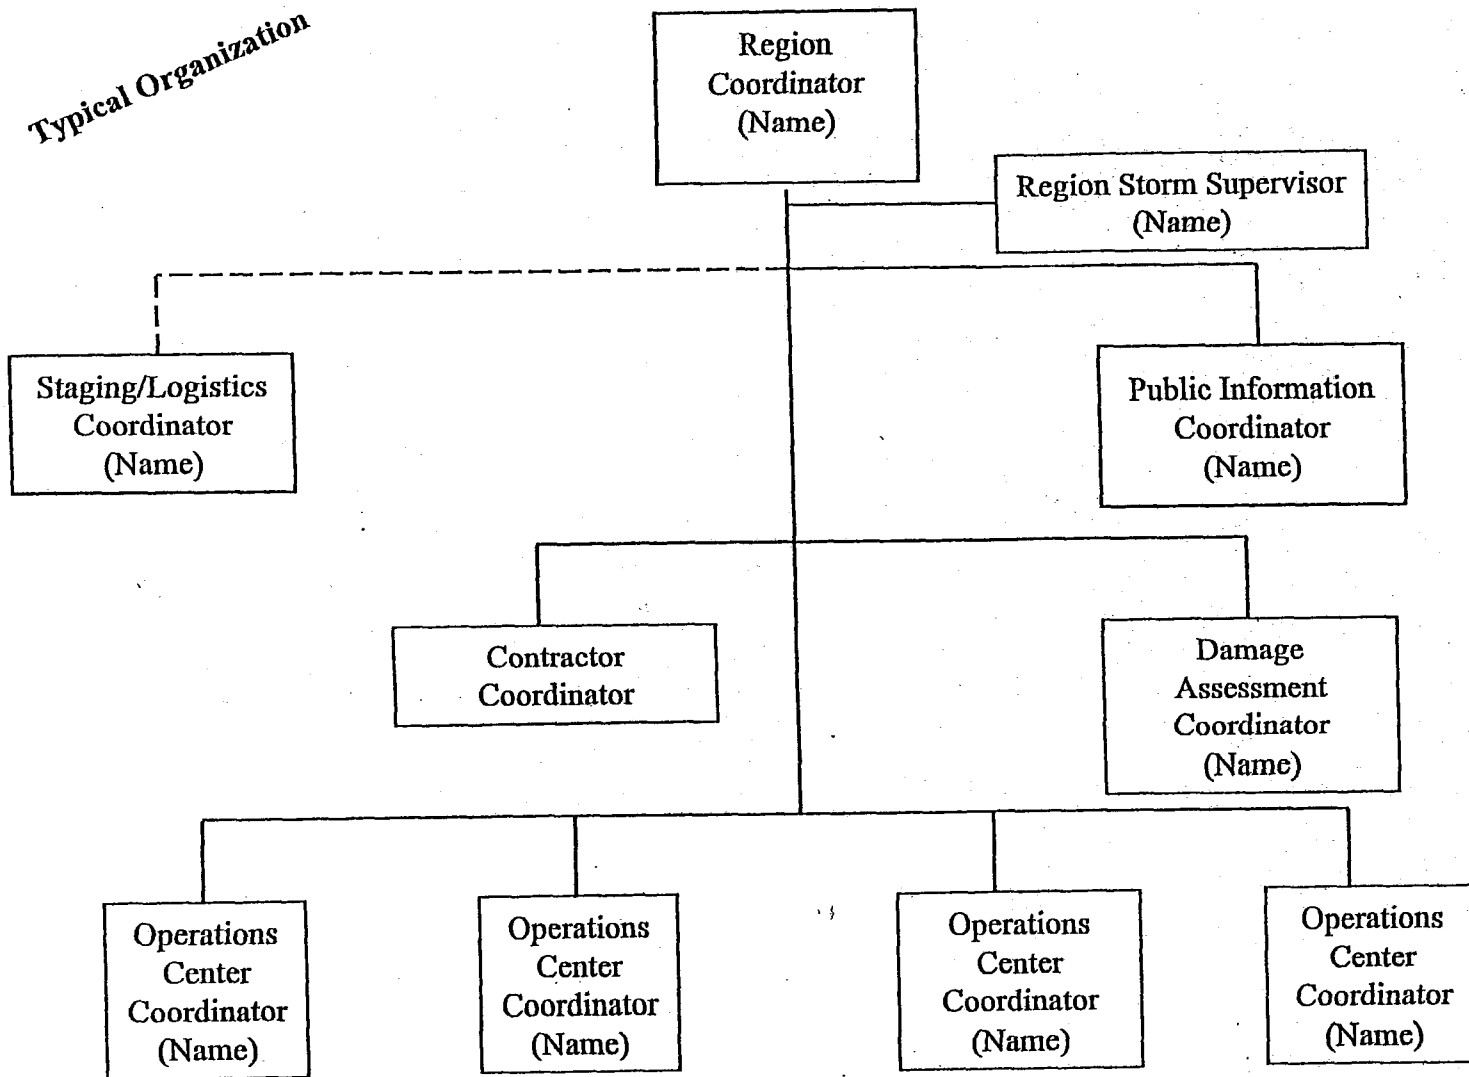 Typical Organization
Region
Coordinator
(Name)
Region Storm Supervisor
(Name)
Staging/Logistics
Coordinator
(Name)
Public Information
Coordinator
(Name)
Contractor
Coordinator
Damage
Assessment
Coordinator
(Name)
Operations
Center
Coordinator
(Name)
Operations
Center
Coordinator
(Name)
Operations
Center
Coordinator
(Name)
Operations
Center
Coordinator
(Name)